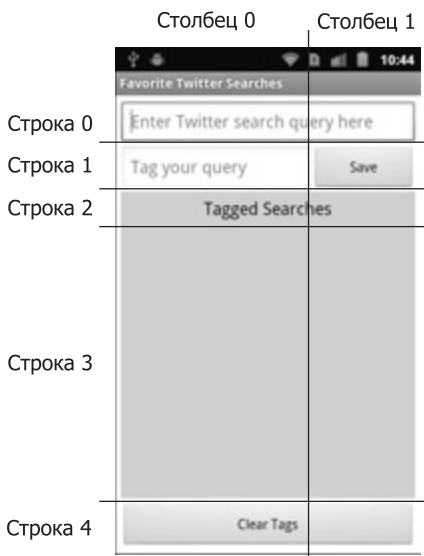 Столбец 0 Столбец 1
10:44
Favorite Twitter Searches
Строка 0 Enter Twitter search query here
Строка 1 Tag your query Save
Строка 2 Tagged Searches
Строка 3
Строка 4 Clear Tags